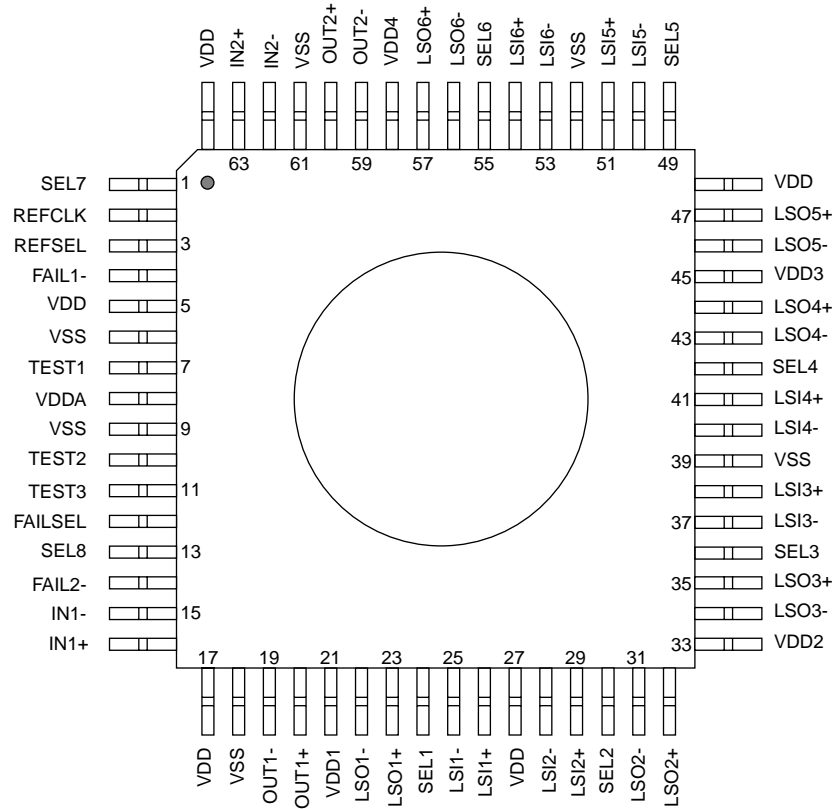 VDD
IN2+
IN2-
VSS
OUT2+
OUT2-
VDD4
LSO6+
LSO6-
SEL6
LSI6+
LSI6-
VSS
LSI5+
LSI5-
SEL5
63 61 59 57 55 53 51 49
SEL7 1 VDD
REFCLK 47 LSO5+
REFSEL 3 LSO5-
FAIL1- 45 VDD3
VDD 5 LSO4+
VSS 43 LSO4-
TEST1 7 SEL4
VDDA 41 LSI4+
VSS 9 LSI4-
TEST2 39 VSS
TEST3 11 LSI3+
FAILSEL 37 LSI3-
SEL8 13 SEL3
FAIL2- 35 LSO3+
IN1- 15 LSO3-
IN1+ 33 VDD2
17 19 21 23 25 27 29 31
VDD
VSS
OUT1-
OUT1+
VDD1
LSO1-
LSO1+
SEL1
LSI1-
LSI1+
VDD
LSI2-
LSI2+
SEL2
LSO2-
LSO2+